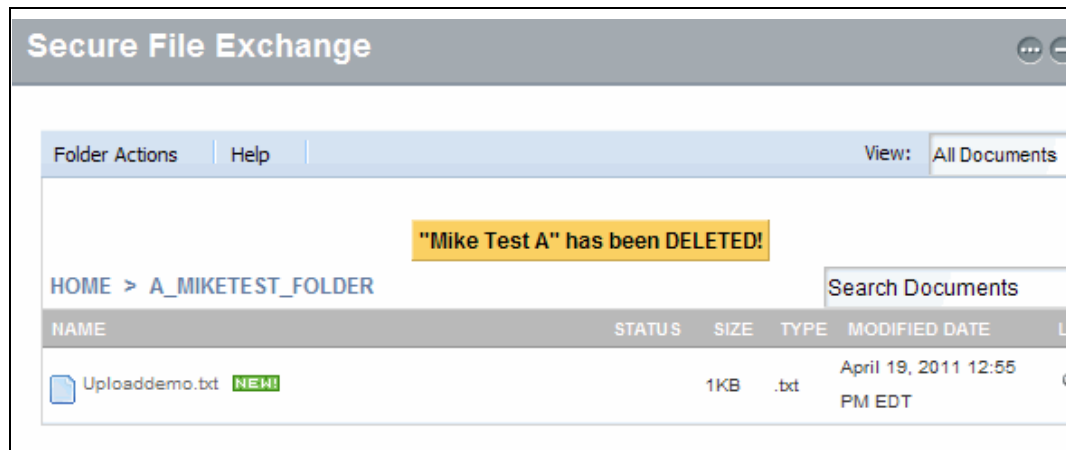 Secure File Exchange
Folder Actions Help View: All Documents
"Mike Test A" has been DELETED!
HOME > A_MIKETEST_FOLDER Search Documents
NAME STATUS SIZE TYPE MODIFIED DATE
Uploaddemo.txt NEW! 1KB .txt April 19, 2011 12:55
PM EDT